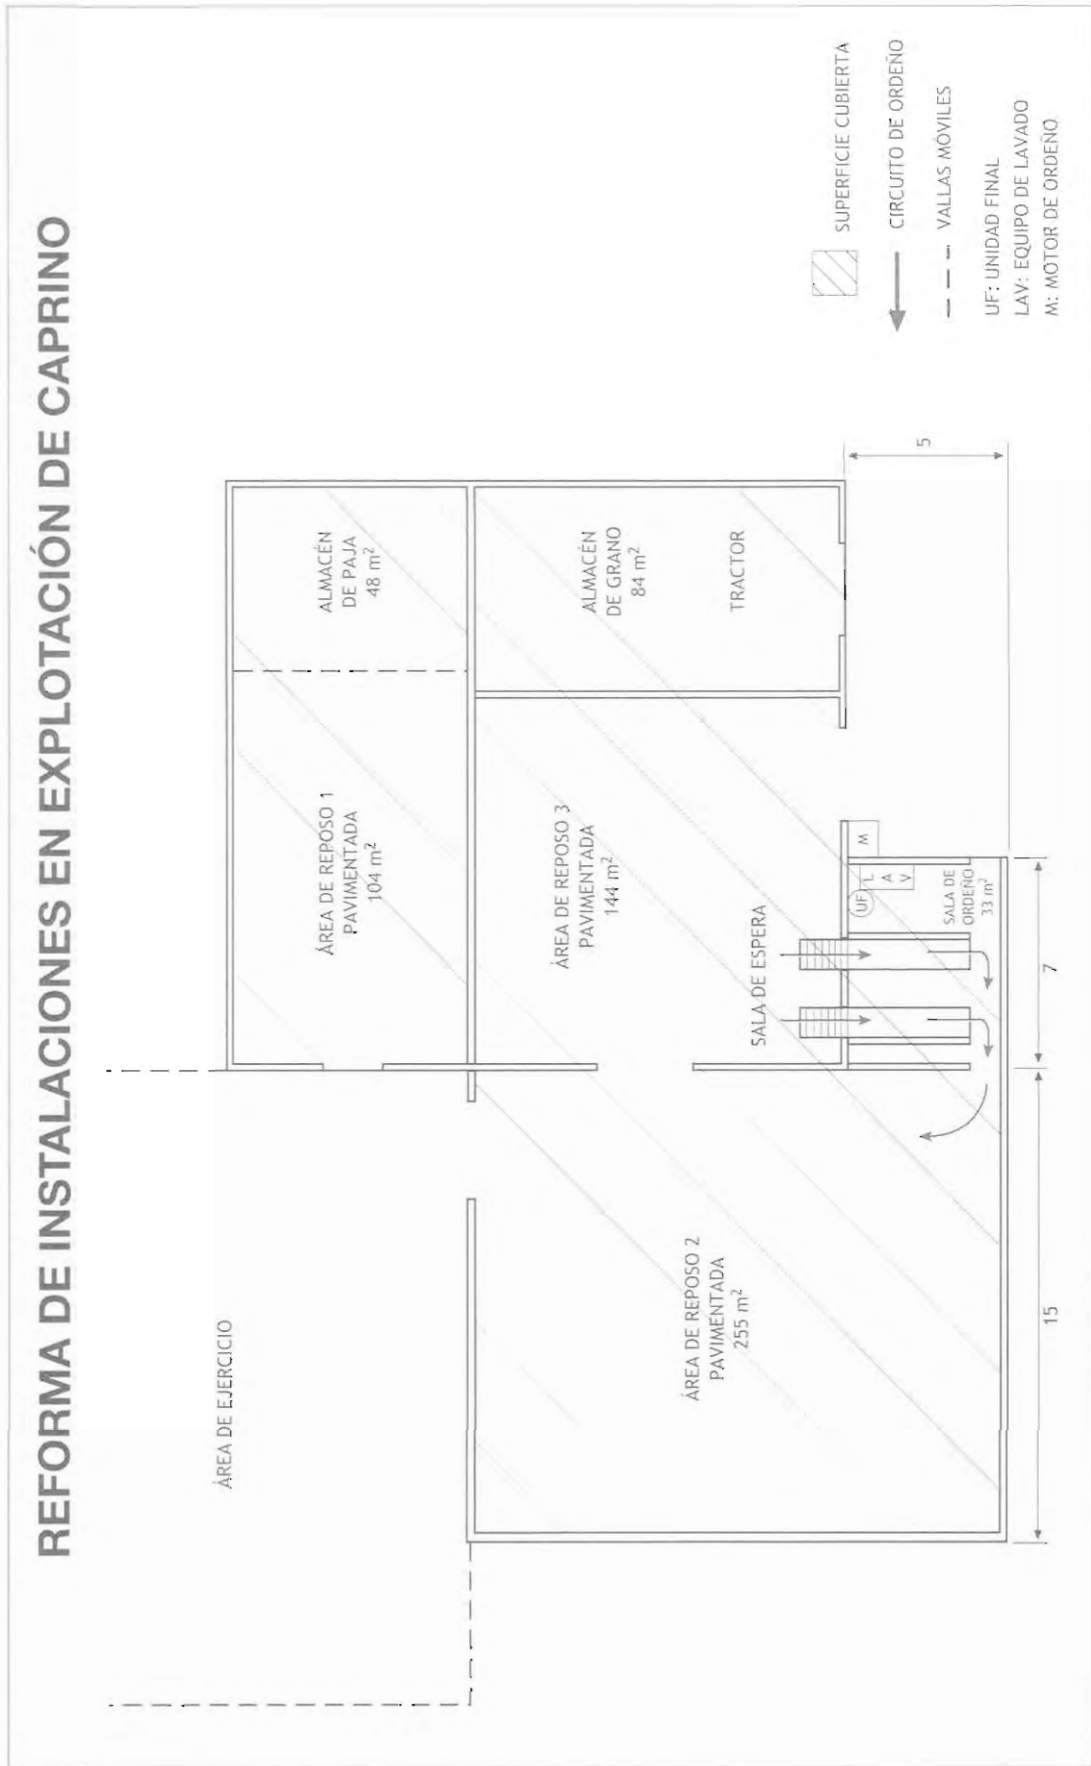 REFORMA DE INSTALACIONES EN EXPLOTACIÓN DE CAPRINO
ÁREA DE EJERCICIO
ÁREA DE REPOSO 1
PAVIMENTADA
104 m²
ALMACÉN
DE PAJA
48 m²
ÁREA DE REPOSO 2
PAVIMENTADA
255 m²
ÁREA DE REPOSO 3
PAVIMENTADA
144 m²
ALMACÉN
DE GRANO
84 m²
TRACTOR
SALA DE ESPERA
UF
L
A
V
M
SALA DE
ORDEÑO
33 m²
5
15
7
SUPERFICIE CUBIERTA
CIRCUITO DE ORDEÑO
VALLAS MÓVILES
UF: UNIDAD FINAL
LAV: EQUIPO DE LAVADO
M: MOTOR DE ORDEÑO